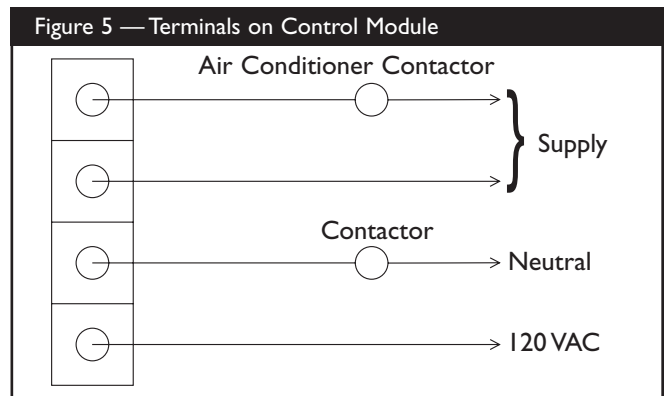 Figure 5 — Terminals on Control Module
Air Conditioner Contactor
Supply
Contactor
Neutral
120 VAC